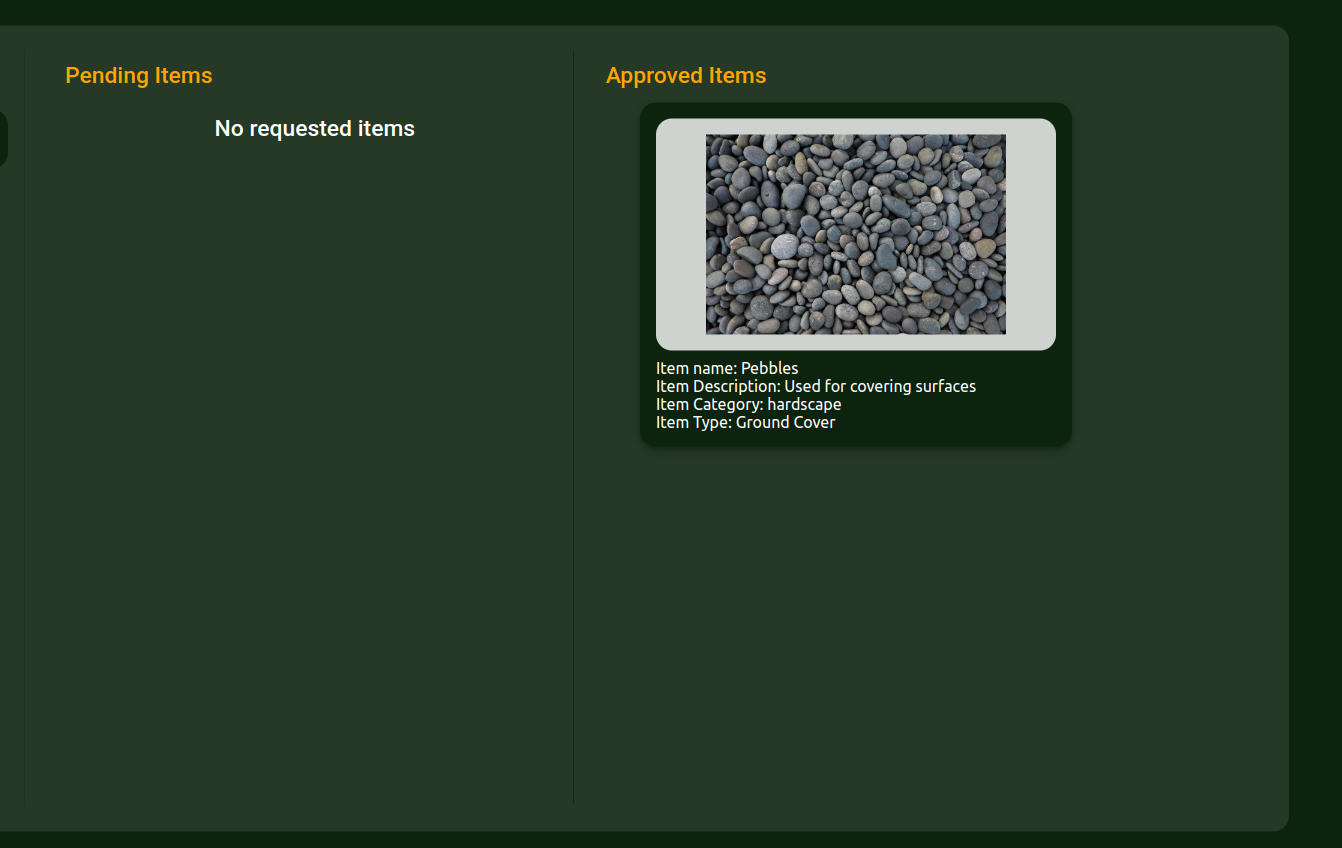 Pending Items
No requested items
Approved Items
Item name: Pebbles
Item Description: Used for covering surfaces
Item Category: hardscape
Item Type: Ground Cover